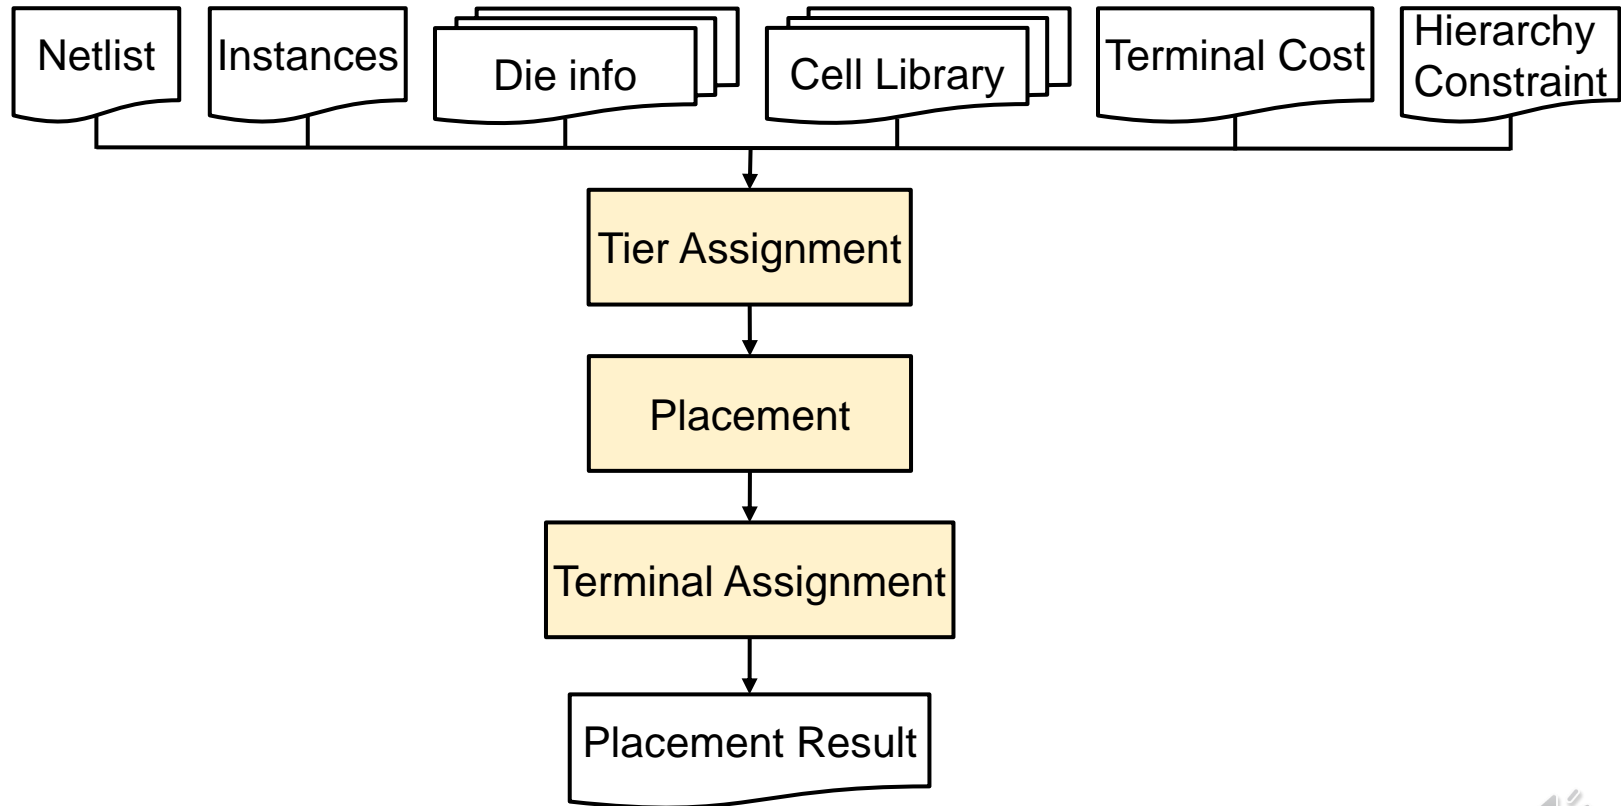 Netlist
Instances
Die info
Cell Library
Terminal Cost
Hierarchy
Constraint
Tier Assignment
Placement
Terminal Assignment
Placement Result